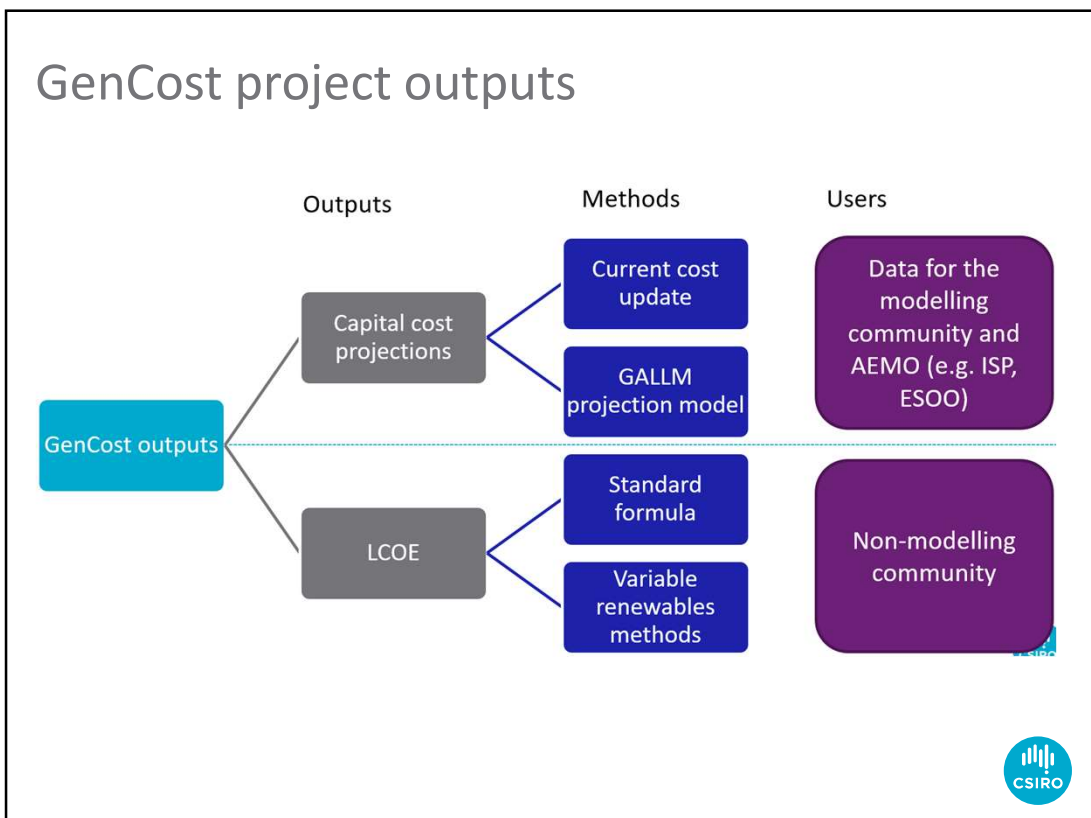 GenCost project outputs
Outputs
Methods
Users
GenCost outputs
Capital cost
projections
Current cost
update
GALLM
projection model
Data for the
modelling
community and
AEMO (e.g. ISP,
ESOO)
LCOE
Standard
formula
Variable
renewables
methods
Non-modelling
community
CSIRO
CSIRO